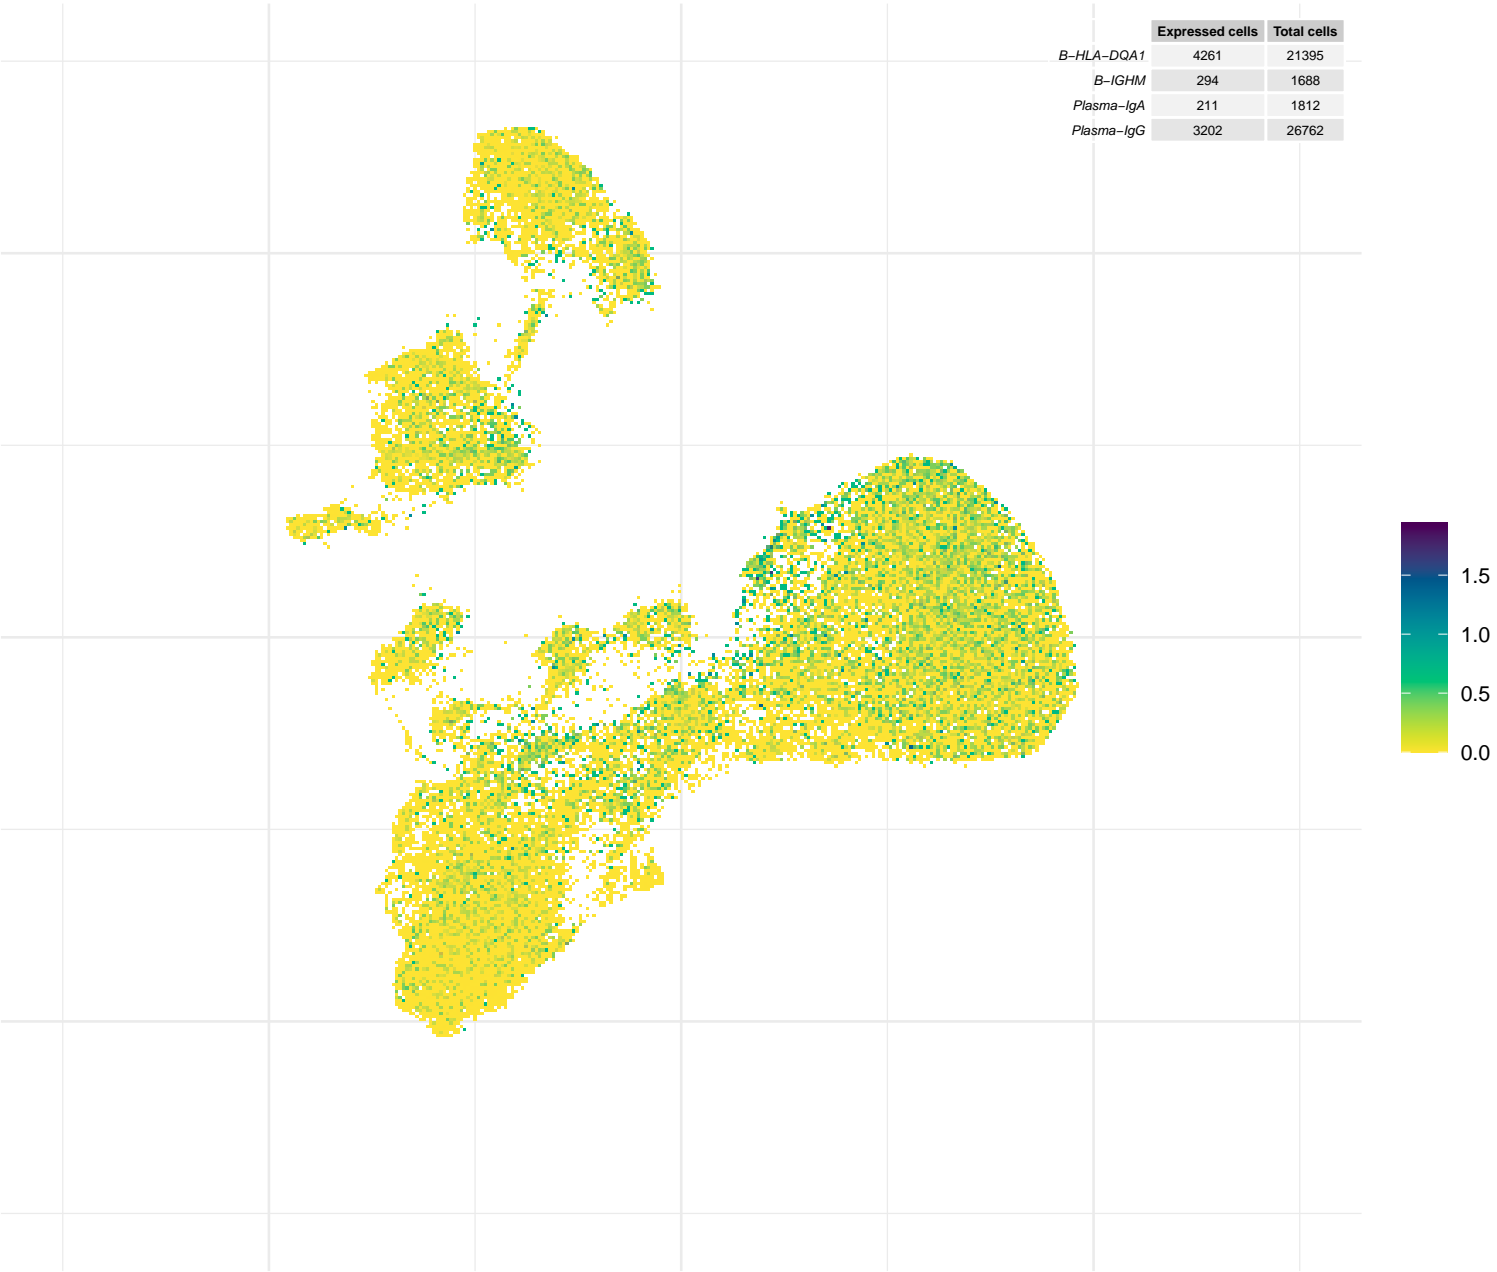 Expressed cells Total cells
B−HLA−DQA1 4261 21395
B−IGHM 294 1688
Plasma−IgA 211 1812
Plasma−IgG 3202 26762
1.5
1.0
0.5
0.0